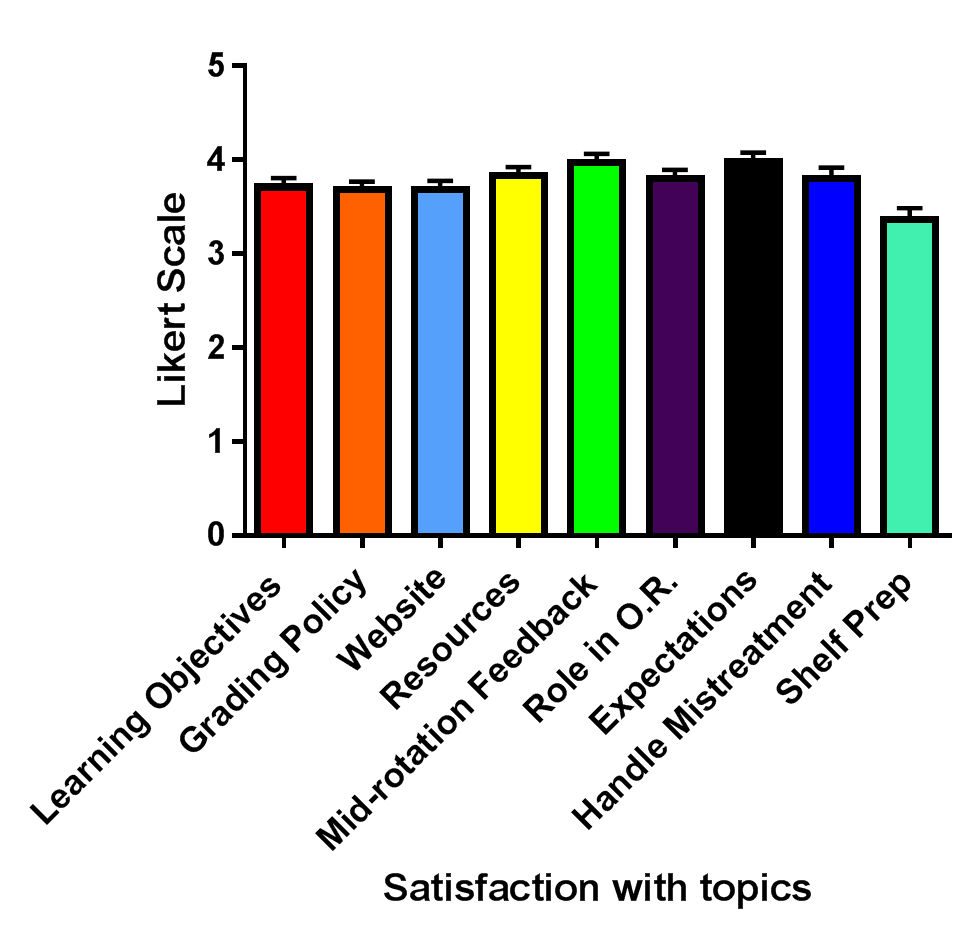 5
4
3
2
1
0
Likert Scale
Learning Objectives
Grading Policy
Website
Resources
Mid-rotation Feedback
Role in O.R.
Expectations
Handle Mistreatment
Shelf Prep
Satisfaction with topics